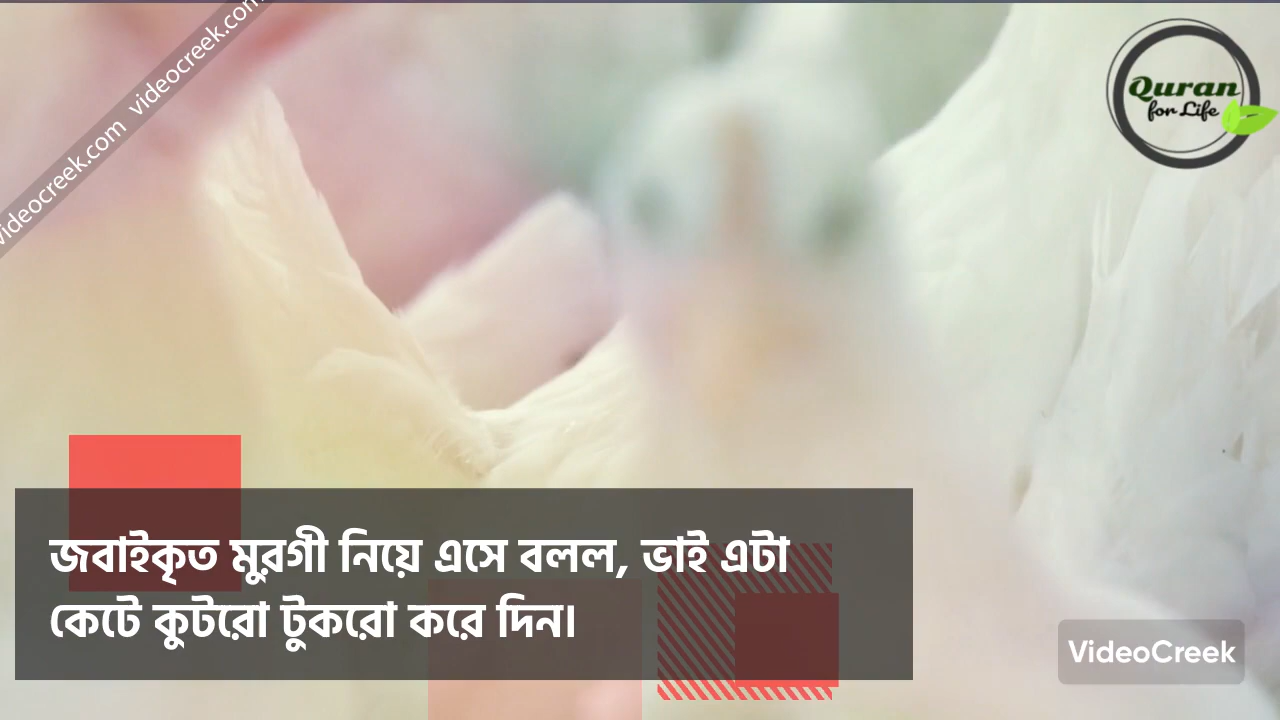 videocreek.com videocreek.com
Quran
for Life
জবাইকৃত মুরগী নিয়ে এসে বলল, ভাই এটা
কেটে কুটরো টুকরো করে দিন।
VideoCreek